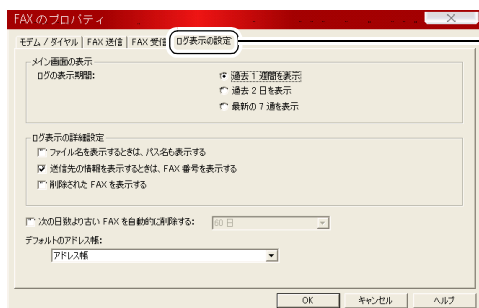 FAX のプロパティ
モデム / ダイヤル FAX 送信 FAX 受信 ログ表示の設定
メイン画面の表示
ログの表示期間: 過去 1 週間を表示
過去 2 日を表示
最新の 7 通を表示
ログ表示の詳細設定
ファイル名を表示するときは、パス名も表示する
送信先の情報を表示するときは、FAX 番号を表示する
削除された FAX を表示する
次の日数より古い FAX を自動的に削除する: 60 日
デフォルトのアドレス帳:
アドレス帳
OK キャンセル ヘルプ